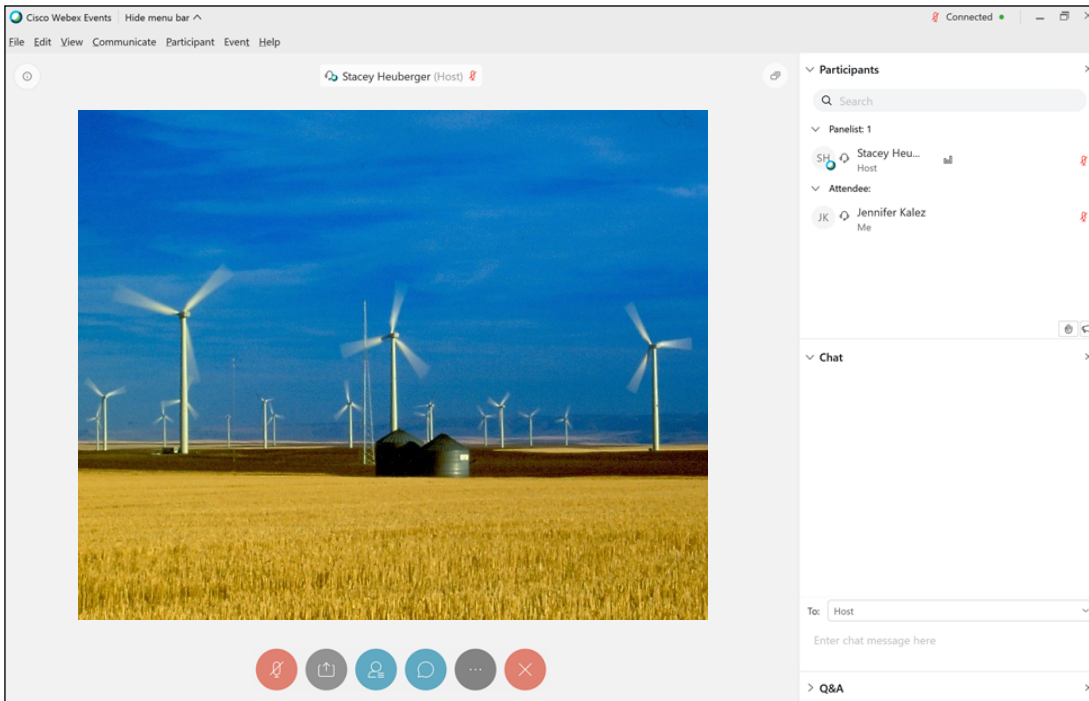 Cisco Webex Events Hide menu bar Connected
File Edit View Communicate Participant Event Help
Stacey Heuberger (Host)
Participants
Search
Panelist: 1
SH Stacey Heu...
Host
Attendee:
JK Jennifer Kalez
Me
Chat
To: Host
Enter chat message here
Q&A